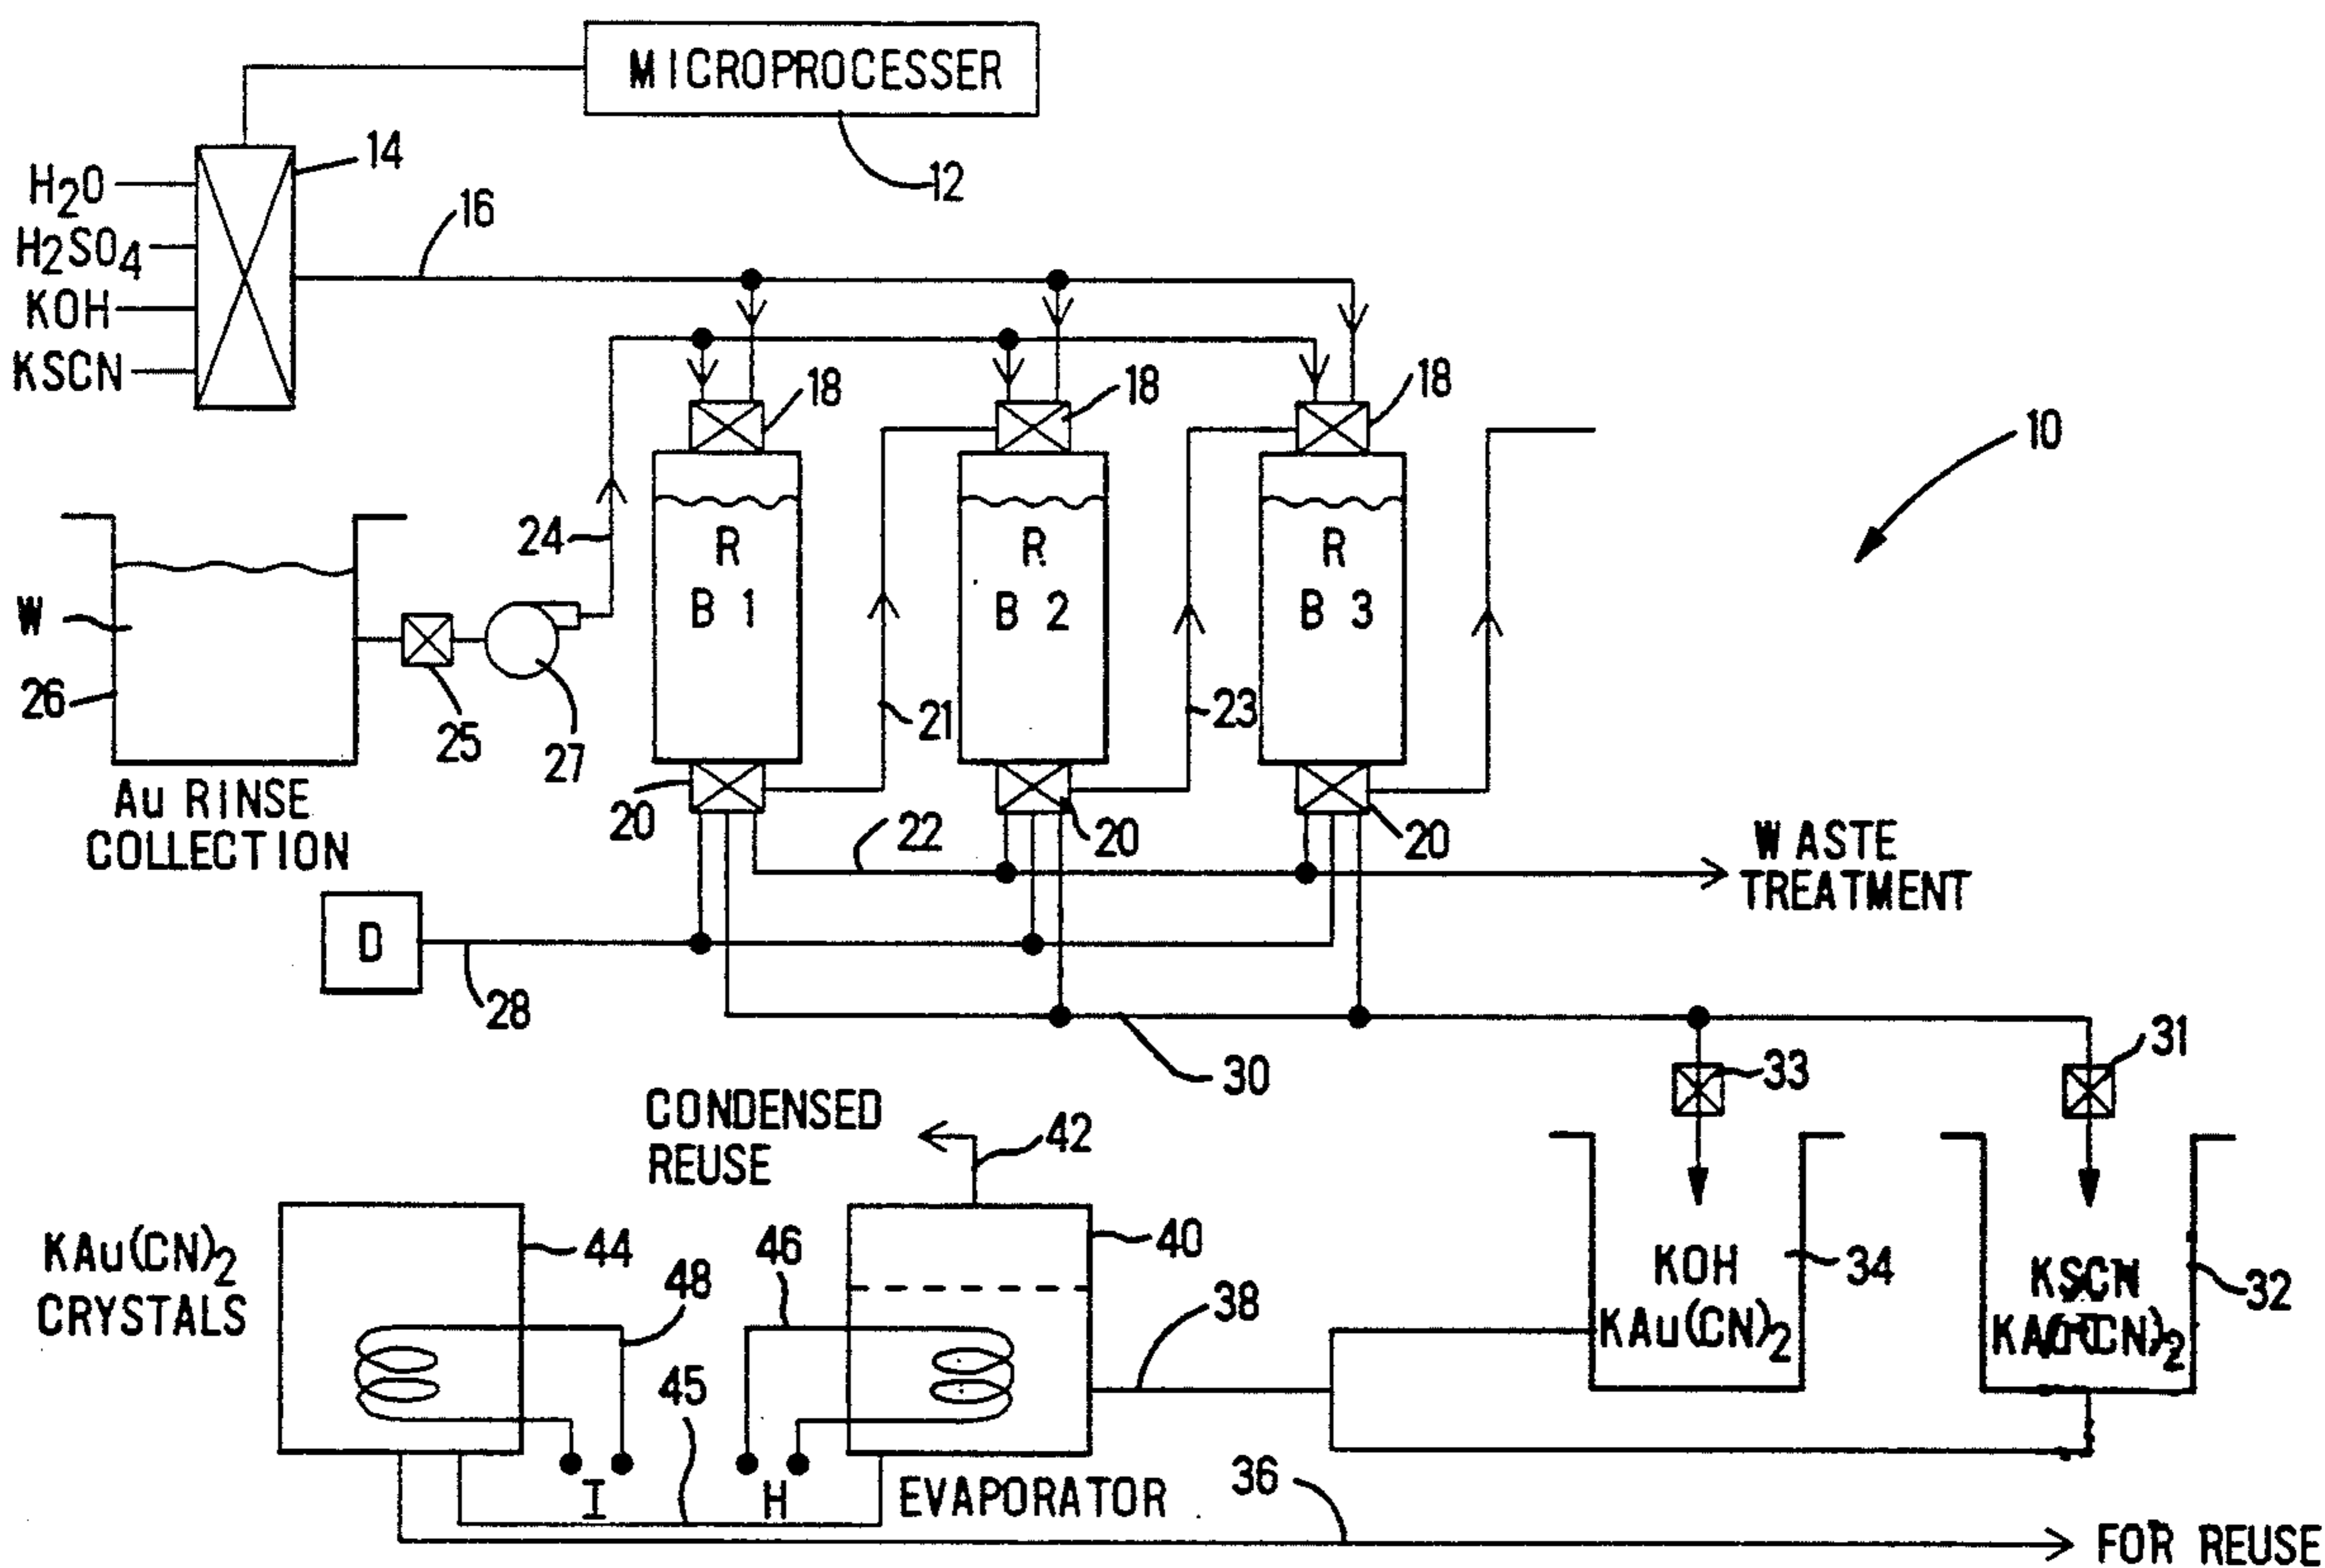 MICROPROCESSER
12
14
H2O
H2SO4
KOH
KSCN
16
18
18
18
10
R
B 1
R
B 2
R
B 3
24
W
26
25
27
21
23
Au RINSE
COLLECTION
20
20
20
22
WASTE
TREATMENT
D
28
30
33
31
CONDENSED
REUSE
42
KAu(CN)2
CRYSTALS
44
48
46
40
38
KOH
KAu(CN)2
34
KSCN
KAu(CN)2
32
45
I
H
EVAPORATOR
36
FOR REUSE